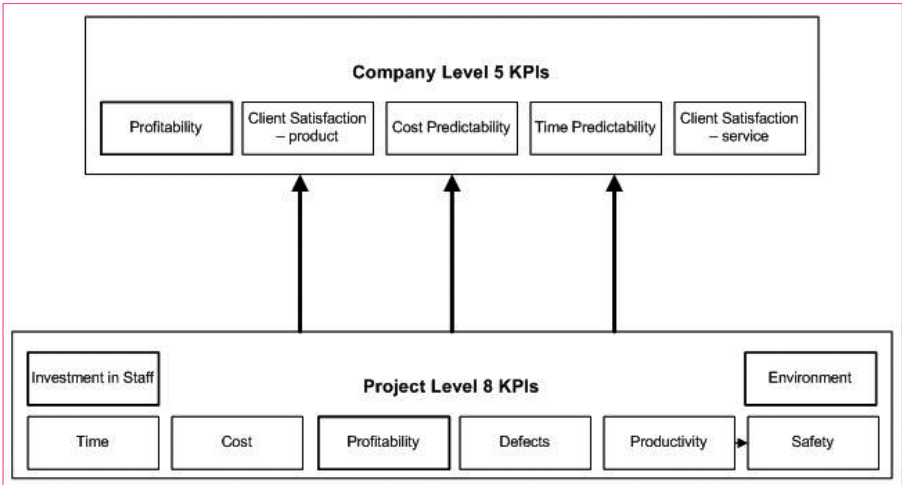 Company Level 5 KPIs
Profitability
Client Satisfaction
– product
Cost Predictability
Time Predictability
Client Satisfaction
– service
Investment in Staff
Project Level 8 KPIs
Environment
Time
Cost
Profitability
Defects
Productivity
Safety